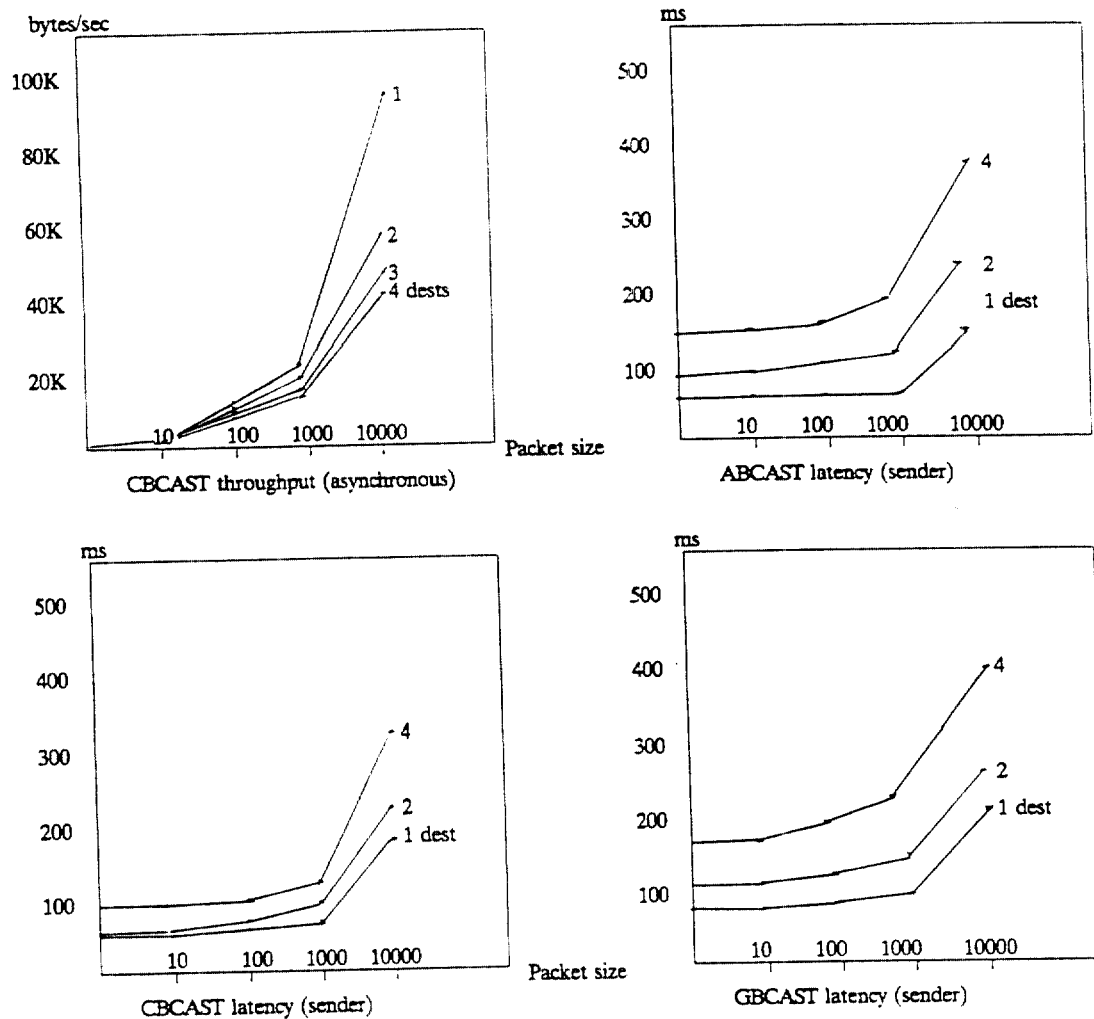 bytes/sec
100K
80K
60K
40K
20K
1
2
3
4 dests
10 100 1000 10000
Packet size
CBCAST throughput (asynchronous)
ms
500
400
300
200
100
4
2
1 dest
10 100 1000 10000
ABCAST latency (sender)
ms
500
400
300
200
100
4
2
1 dest
10 100 1000 10000
Packet size
CBCAST latency (sender)
ms
500
400
300
200
100
4
2
1 dest
10 100 1000 10000
GBCAST latency (sender)